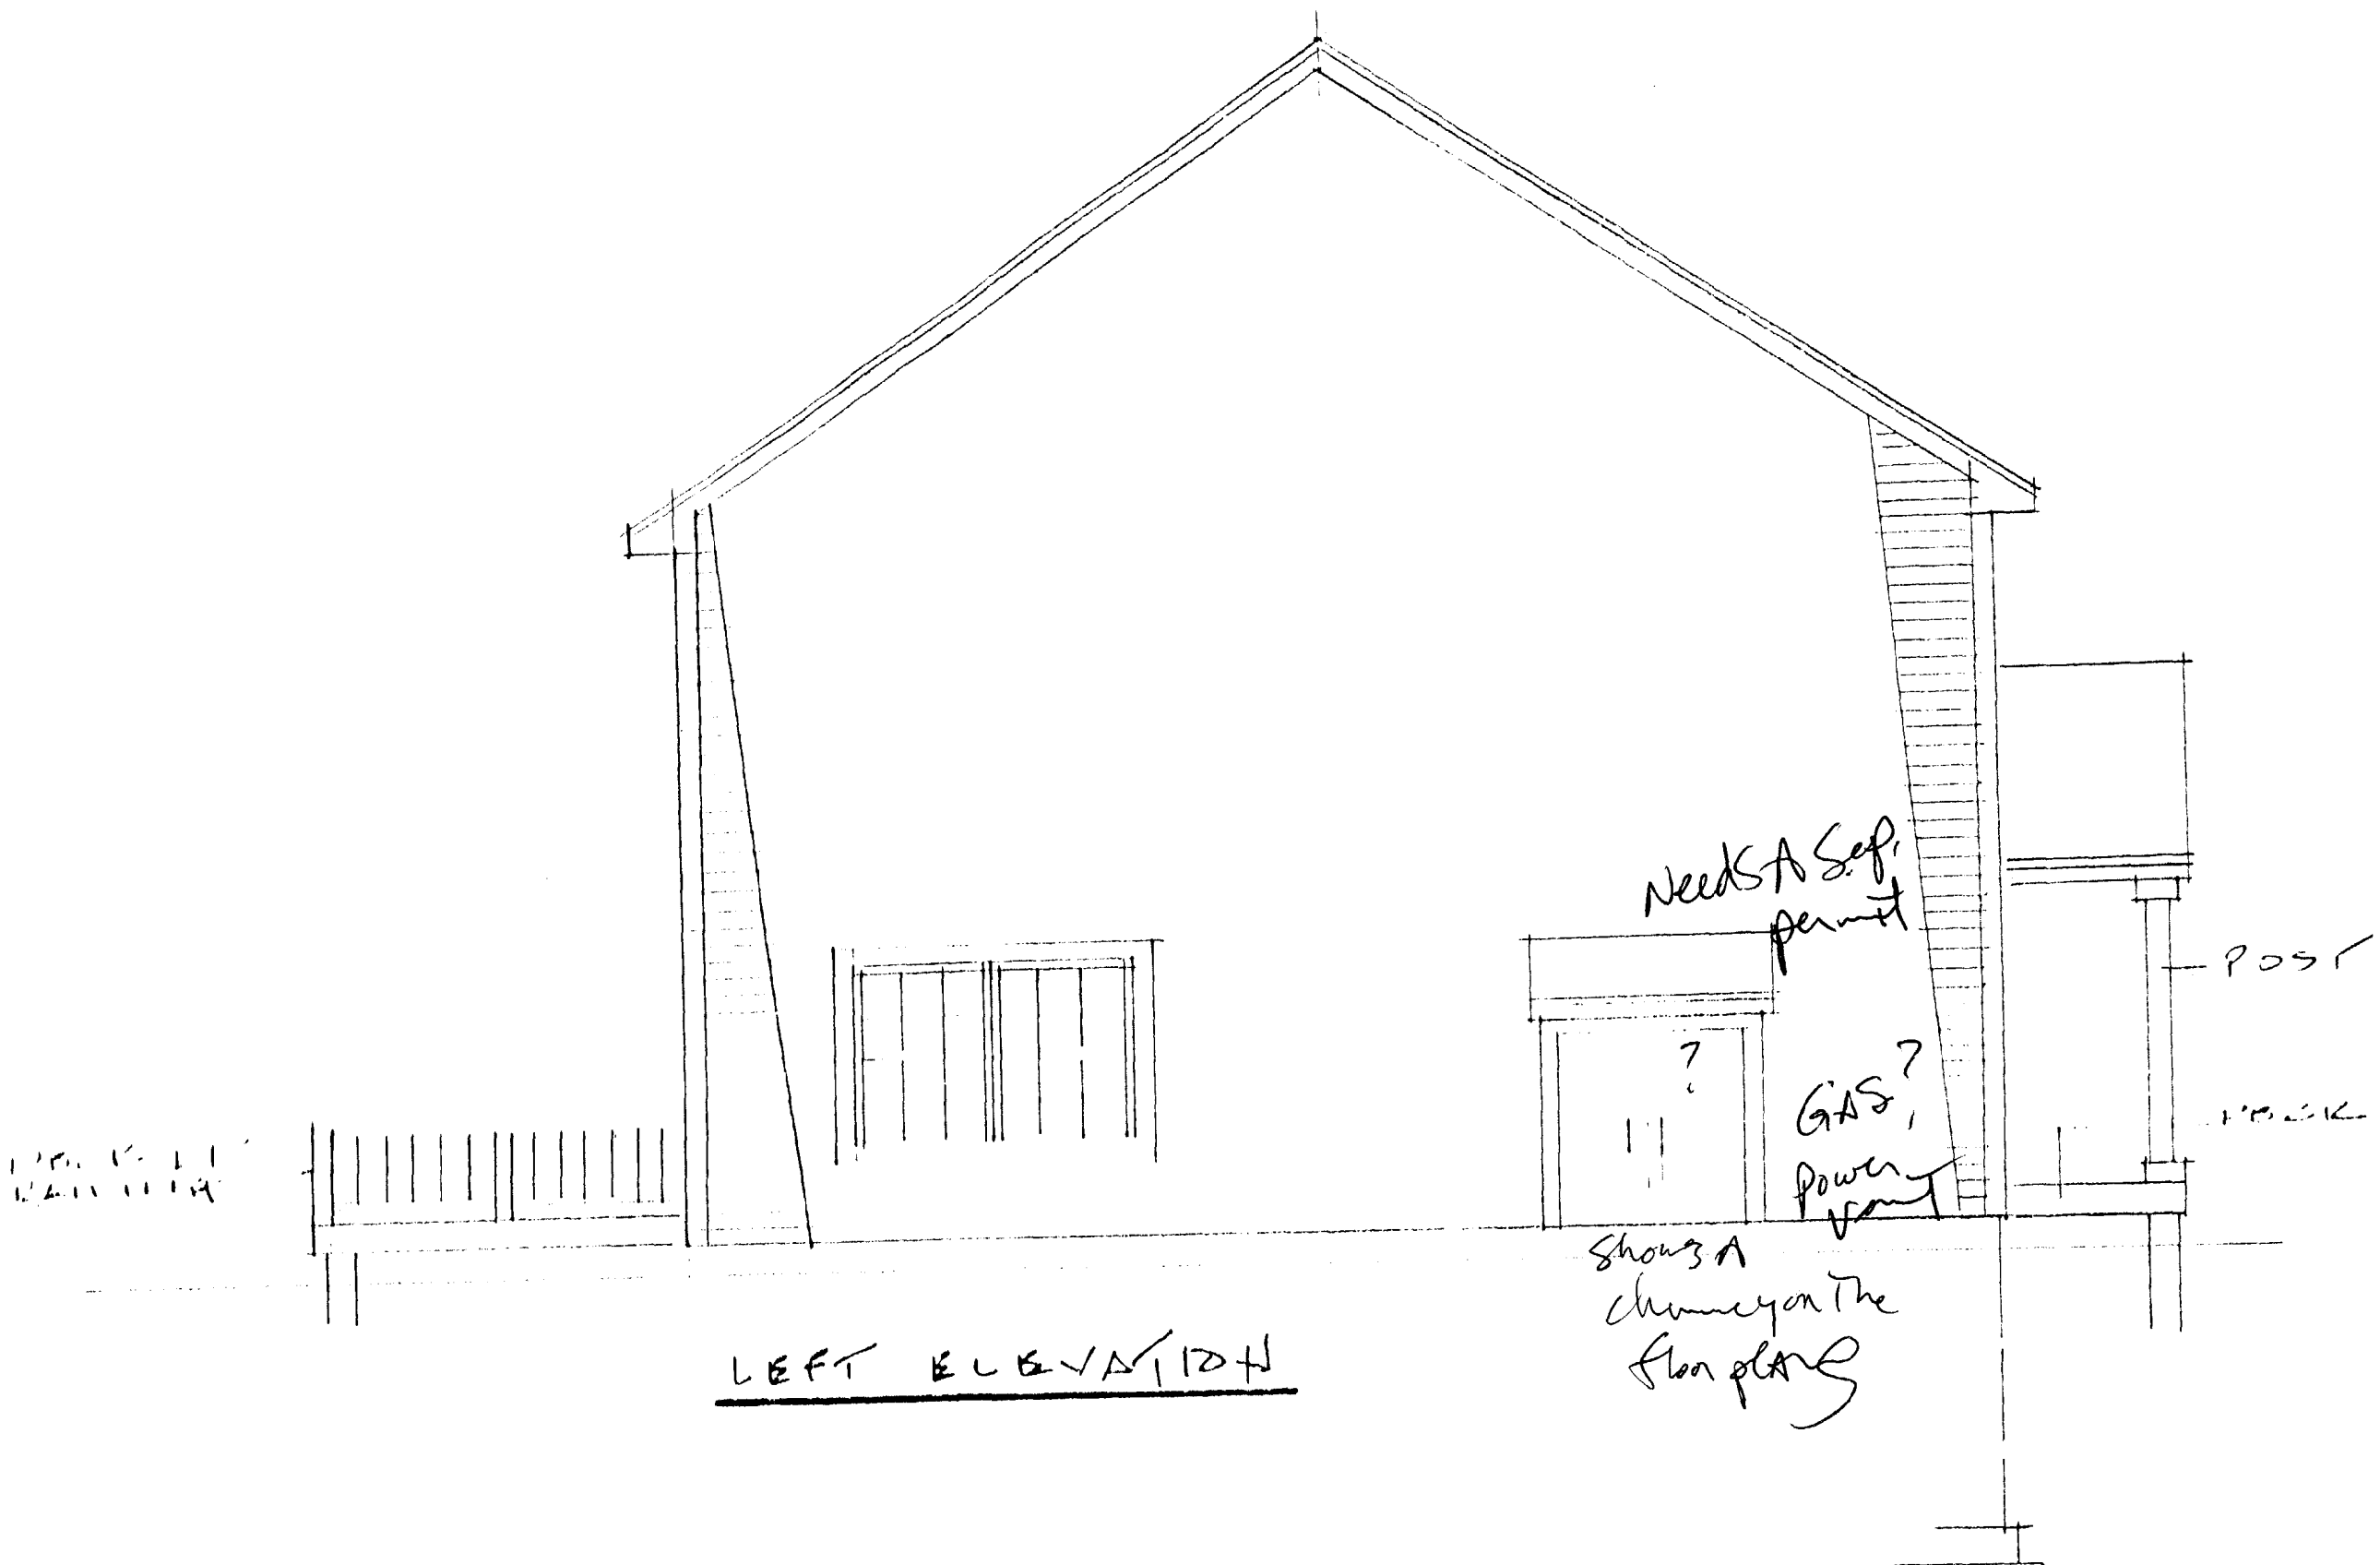 Needs A Sep.
permit
POST
?
GAS?
Power
vent
Shows A
chimney on The
floor plans
LEFT ELEVATION